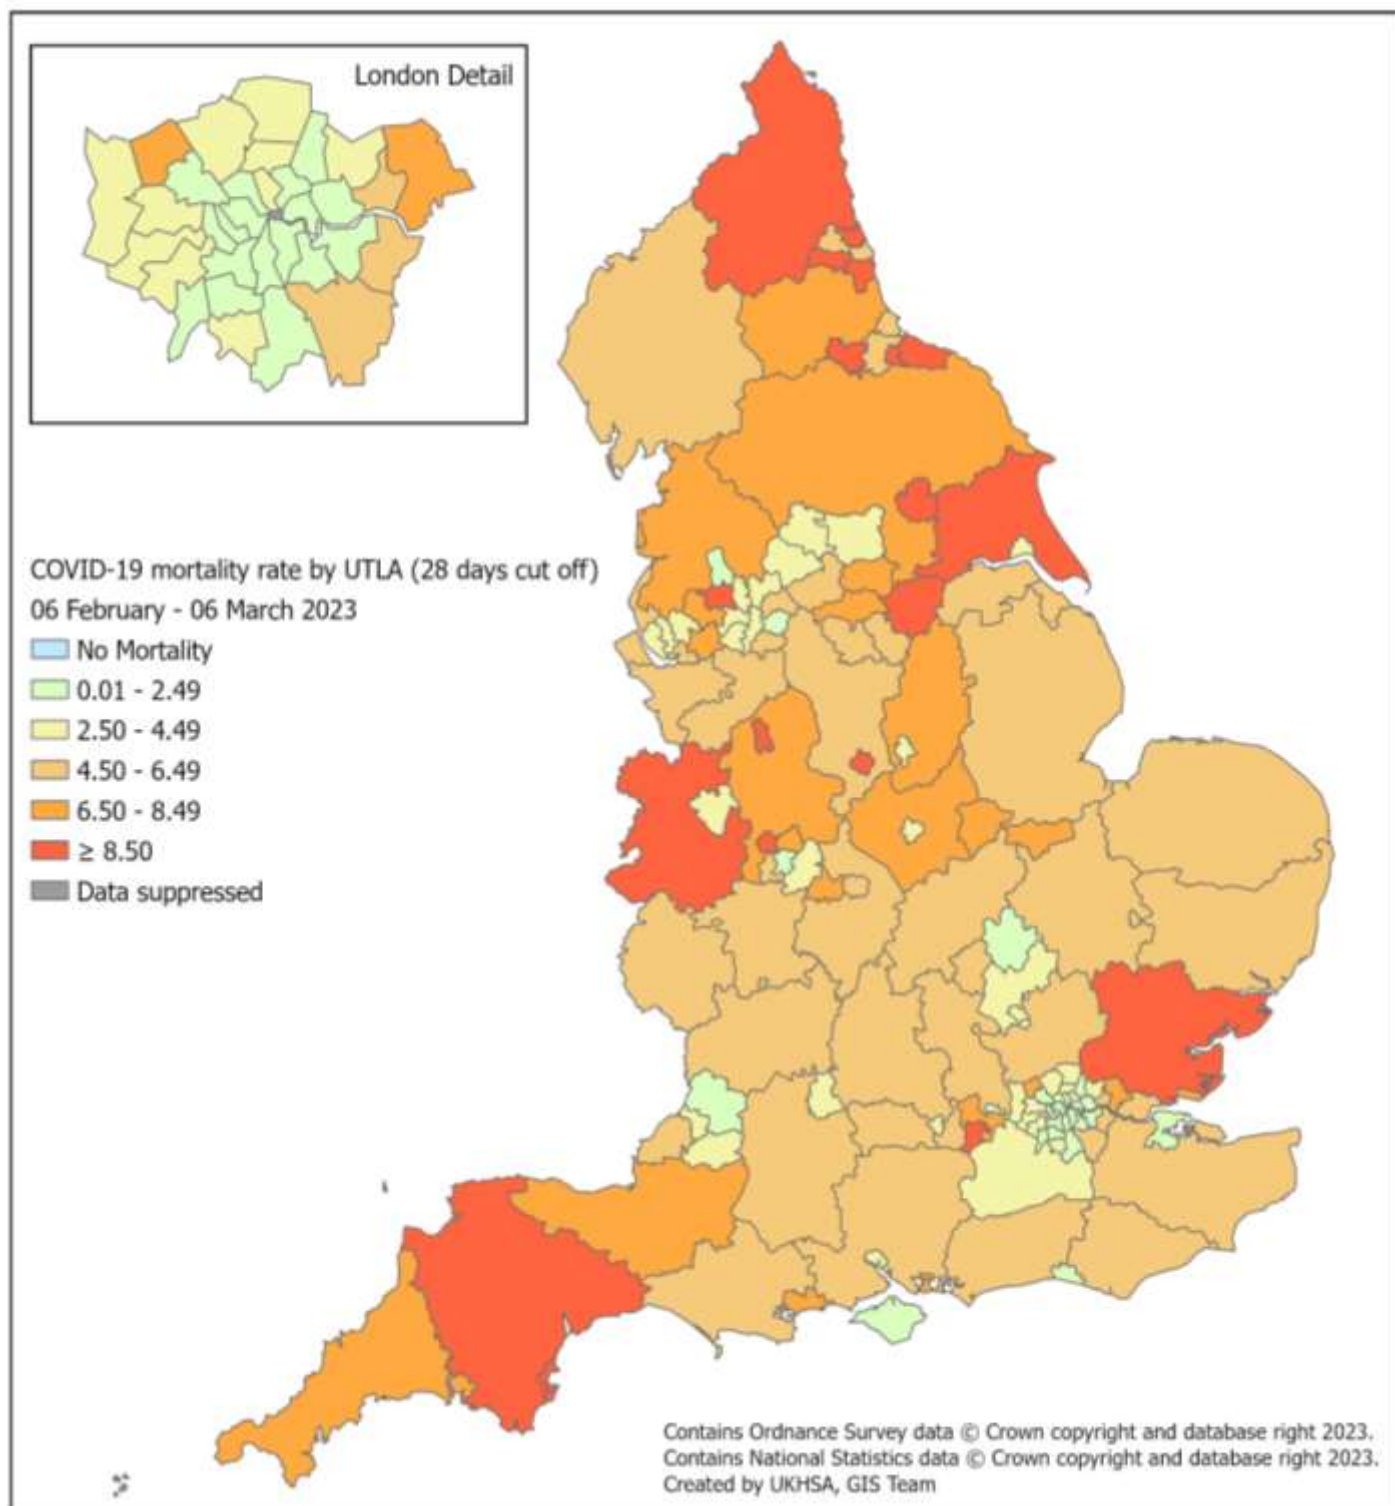 London Detail
COVID-19 mortality rate by UTLA (28 days cut off)
06 February - 06 March 2023
No Mortality
0.01 - 2.49
2.50 - 4.49
4.50 - 6.49
6.50 - 8.49
≥ 8.50
Data suppressed
Contains Ordnance Survey data © Crown copyright and database right 2023.
Contains National Statistics data © Crown copyright and database right 2023.
Created by UKHSA, GIS Team